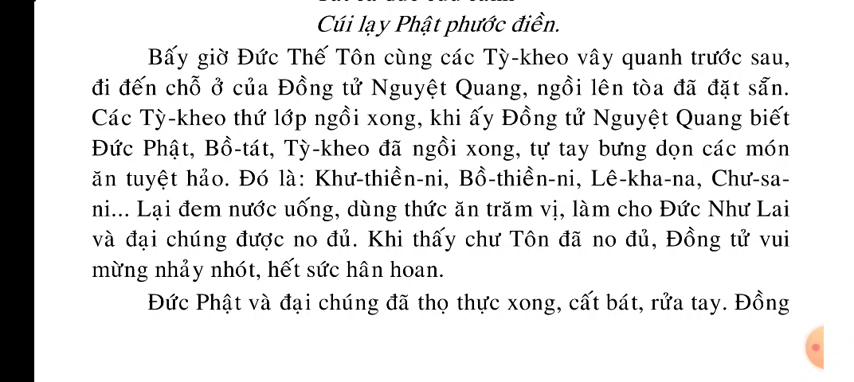 Cúi lạy Phật phước điền.
Bấy giờ Đức Thế Tôn cùng các Tỳ-kheo vây quanh trước sau,
đi đến chỗ ở của Đồng tử Nguyệt Quang, ngồi lên tòa đã đặt sẵn.
Các Tỳ-kheo thứ lớp ngồi xong, khi ấy Đồng tử Nguyệt Quang biết
Đức Phật, Bồ-tát, Tỳ-kheo đã ngồi xong, tự tay bưng dọn các món
ăn tuyệt hảo. Đó là: Khư-thiền-ni, Bồ-thiền-ni, Lê-kha-na, Chư-sa-
ni... Lại đem nước uống, dùng thức ăn trăm vị, làm cho Đức Như Lai
và đại chúng được no đủ. Khi thấy chư Tôn đã no đủ, Đồng tử vui
mừng nhảy nhót, hết sức hân hoan.
Đức Phật và đại chúng đã thọ thực xong, cất bát, rửa tay. Đồng